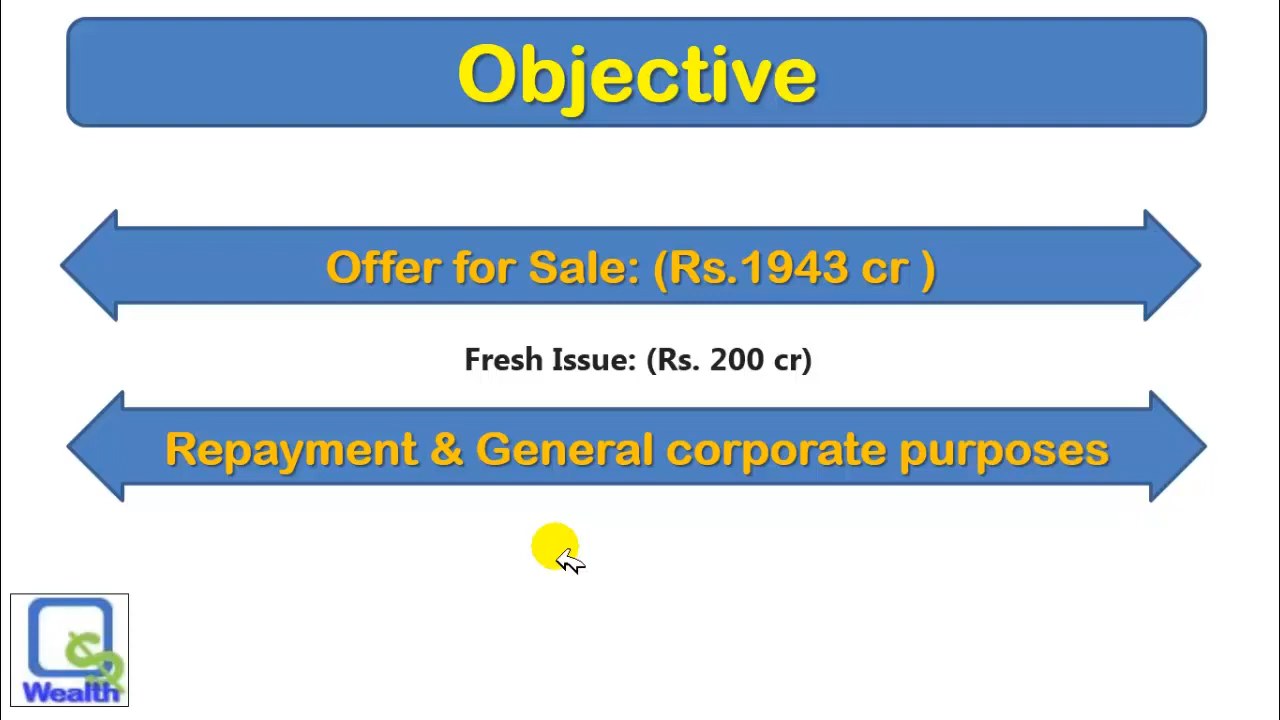 Objective
Offer for Sale: (Rs.1943 cr )
Fresh Issue: (Rs. 200 cr)
Repayment & General corporate purposes
Wealth